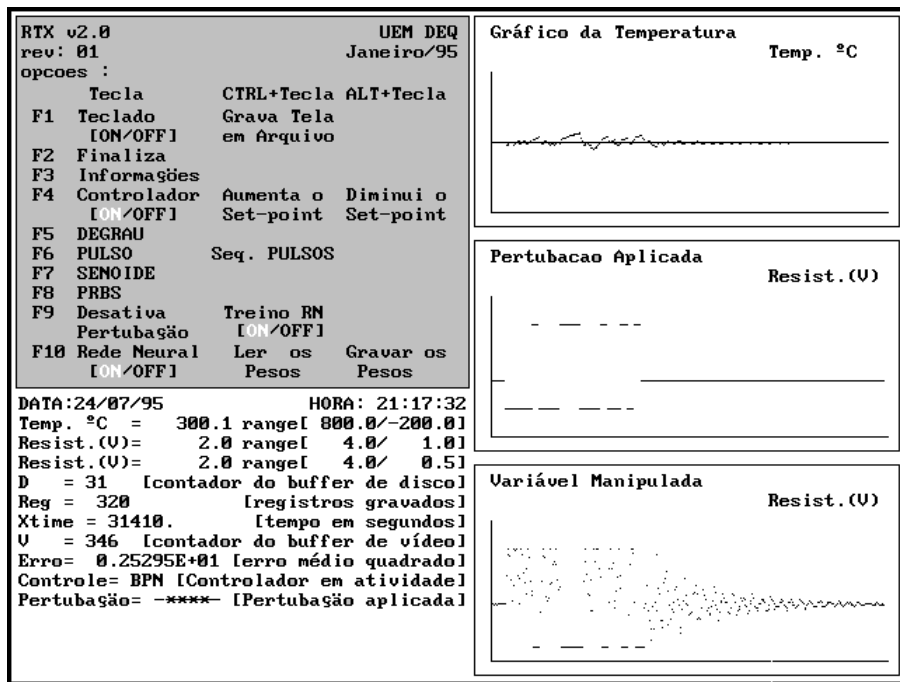 RTX v2.0 UEM DEQ
rev: 01 Janeiro/95
opcoes :
Tecla CTRL+Tecla ALT+Tecla
F1 Teclado Grava Tela
[ON/OFF] em Arquivo
F2 Finaliza
F3 Informações
F4 Controlador Aumenta o Diminui o
[ON/OFF] Set-point Set-point
F5 DEGRAU
F6 PULSO Seq. PULSOS
F7 SENOIDE
F8 PRBS
F9 Desativa Treino RN
Pertubação [ON/OFF]
F10 Rede Neural Ler os Gravar os
[ON/OFF] Pesos Pesos
DATA:24/07/95 HORA: 21:17:32
Temp. ºC = 300.1 range[ 800.0/-200.0]
Resist.(V)= 2.0 range[ 4.0/ 1.0]
Resist.(V)= 2.0 range[ 4.0/ 0.5]
D = 31 [contador do buffer de disco]
Reg = 320 [registros gravados]
Xtime = 31410. [tempo em segundos]
V = 346 [contador do buffer de vídeo]
Erro= 0.25295E+01 [erro médio quadrado]
Controle= BPN [Controlador em atividade]
Pertubação= -****- [Pertubação aplicada]
Gráfico da Temperatura
Temp. ºC
Pertubacao Aplicada
Resist.(V)
Variável Manipulada
Resist.(V)